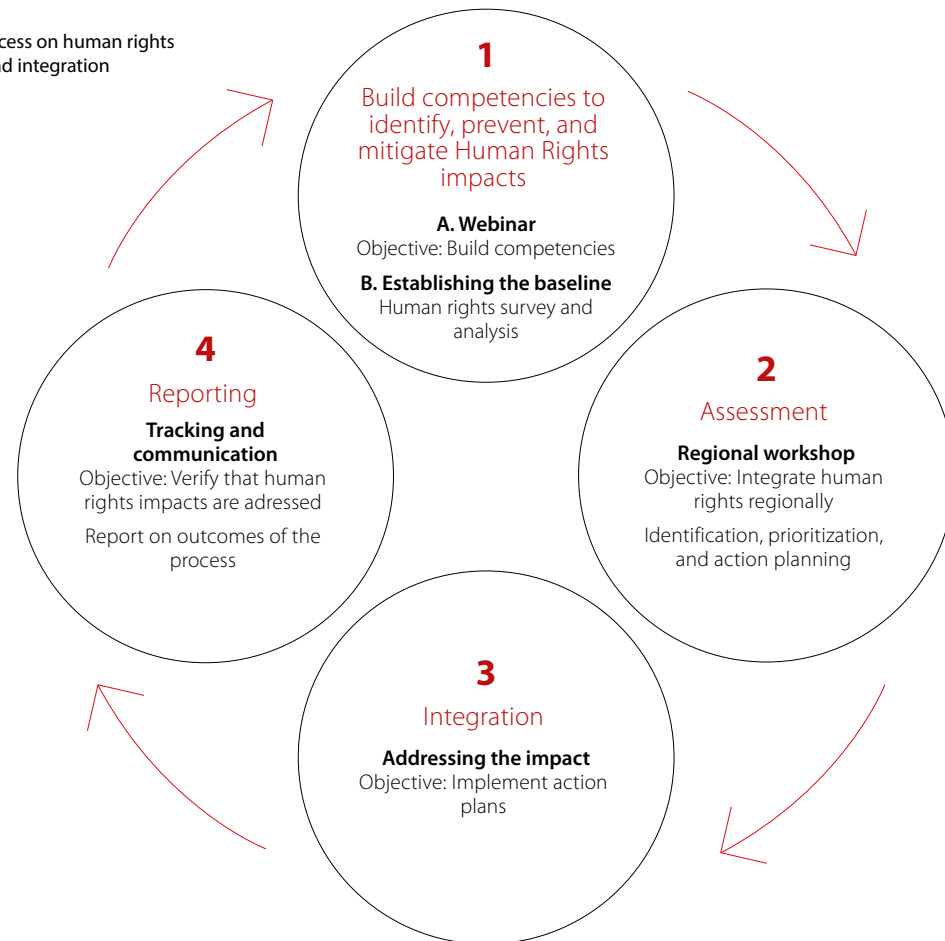 cess on human rights
nd integration
1
Build competencies to
identify, prevent, and
mitigate Human Rights
impacts
A. Webinar
Objective: Build competencies
B. Establishing the baseline
Human rights survey and
analysis
2
Assessment
Regional workshop
Objective: Integrate human
rights regionally
Identification, prioritization,
and action planning
3
Integration
Addressing the impact
Objective: Implement action
plans
4
Reporting
Tracking and
communication
Objective: Verify that human
rights impacts are adressed
Report on outcomes of the
process